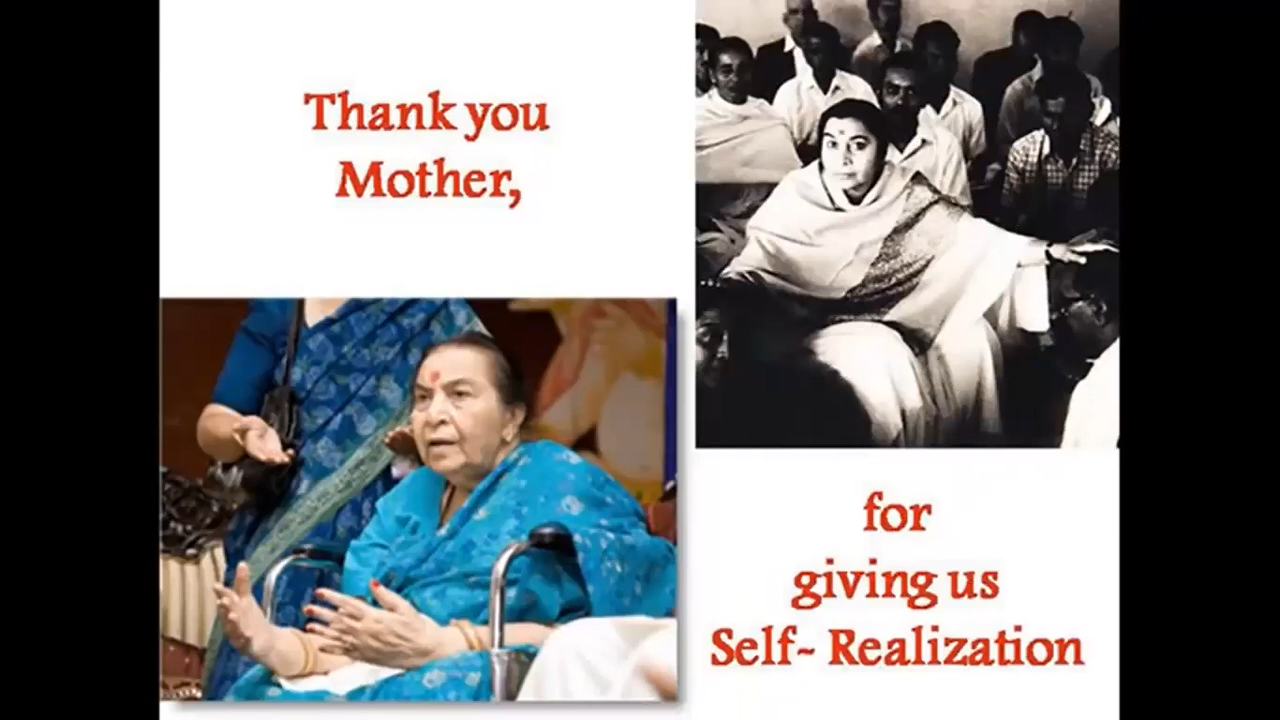 Thank you
Mother,
for
giving us
Self- Realization